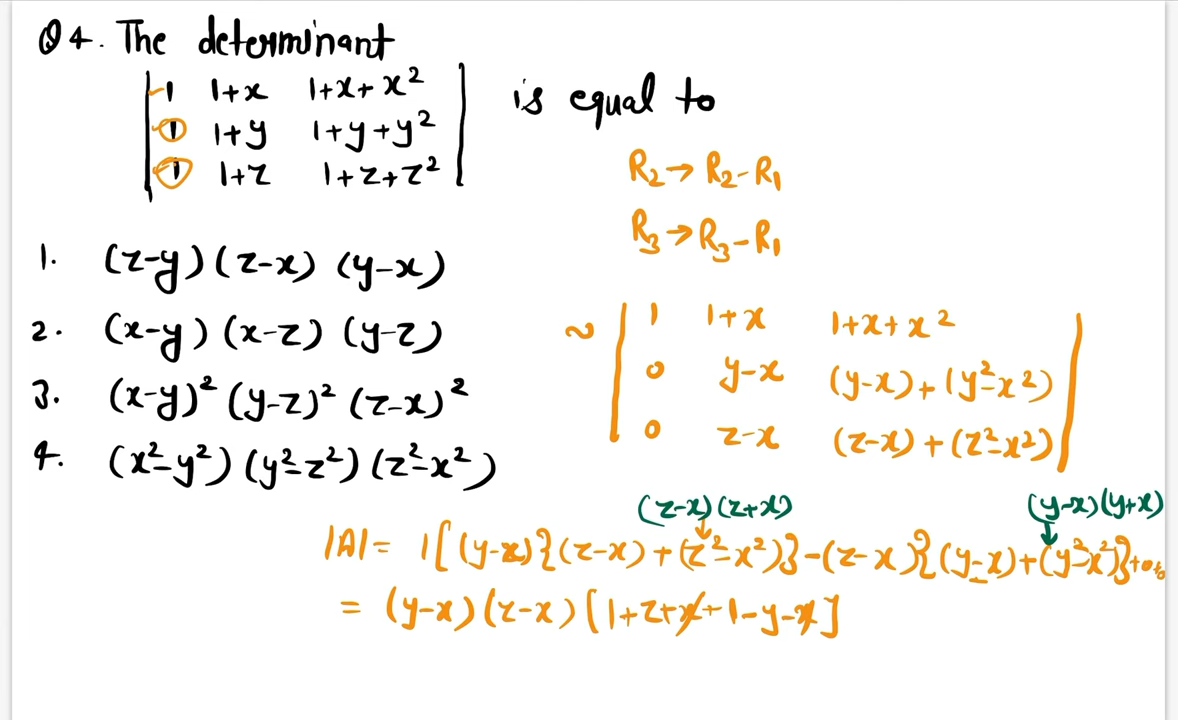 Q4. The determinant
| 1 1+x 1+x+x² |
| 1 1+y 1+y+y² | is equal to
| 1 1+z 1+z+z² |
R₂→R₂-R₁
R₃→R₃-R₁
1. (z-y)(z-x)(y-x)
2. (x-y)(x-z)(y-z)
3. (x-y)²(y-z)²(z-x)²
4. (x²-y²)(y²-z²)(z²-x²)
~ | 1 1+x 1+x+x² |
| 0 y-x (y-x)+(y²-x²) |
| 0 z-x (z-x)+(z²-x²) |
(z-x)(z+x) (y-x)(y+x)
|A|= 1[(y-x){(z-x)+(z²-x²)}-(z-x){(y-x)+(y²-x²)}+0+0
= (y-x)(z-x)[1+z+x+1-y-x]